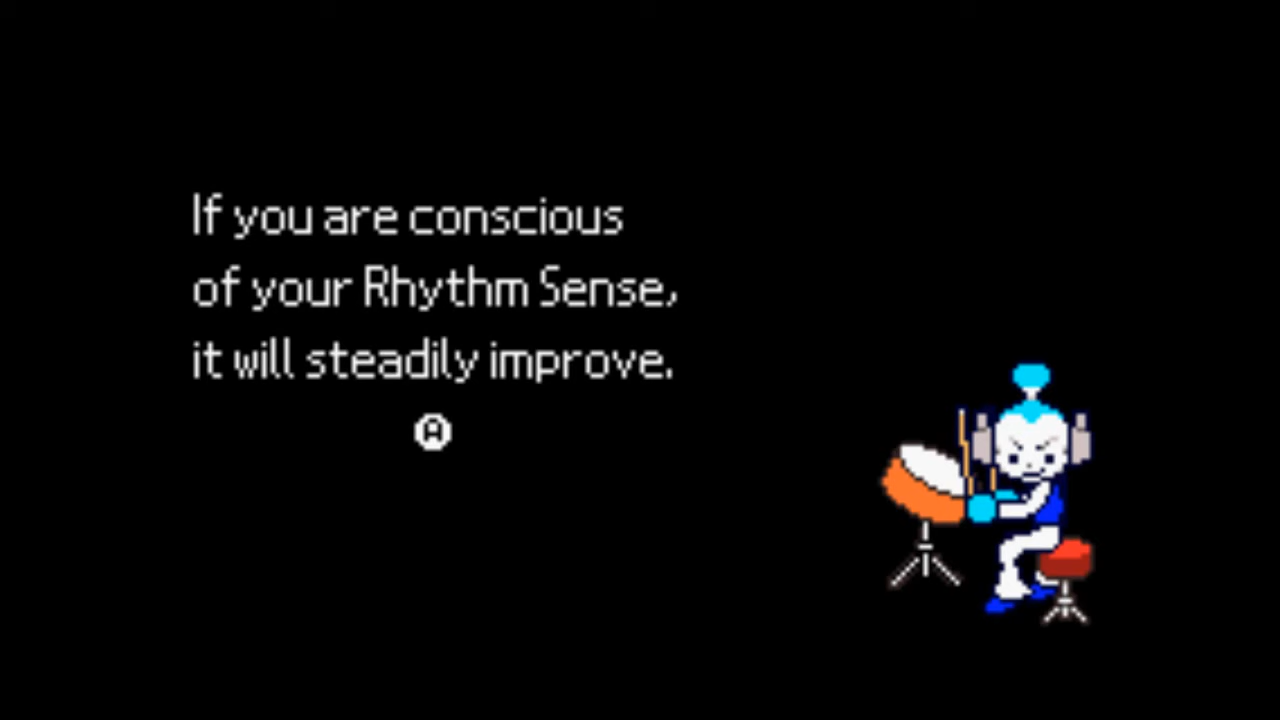 If you are conscious
of your Rhythm Sense,
it will steadily improve.
A